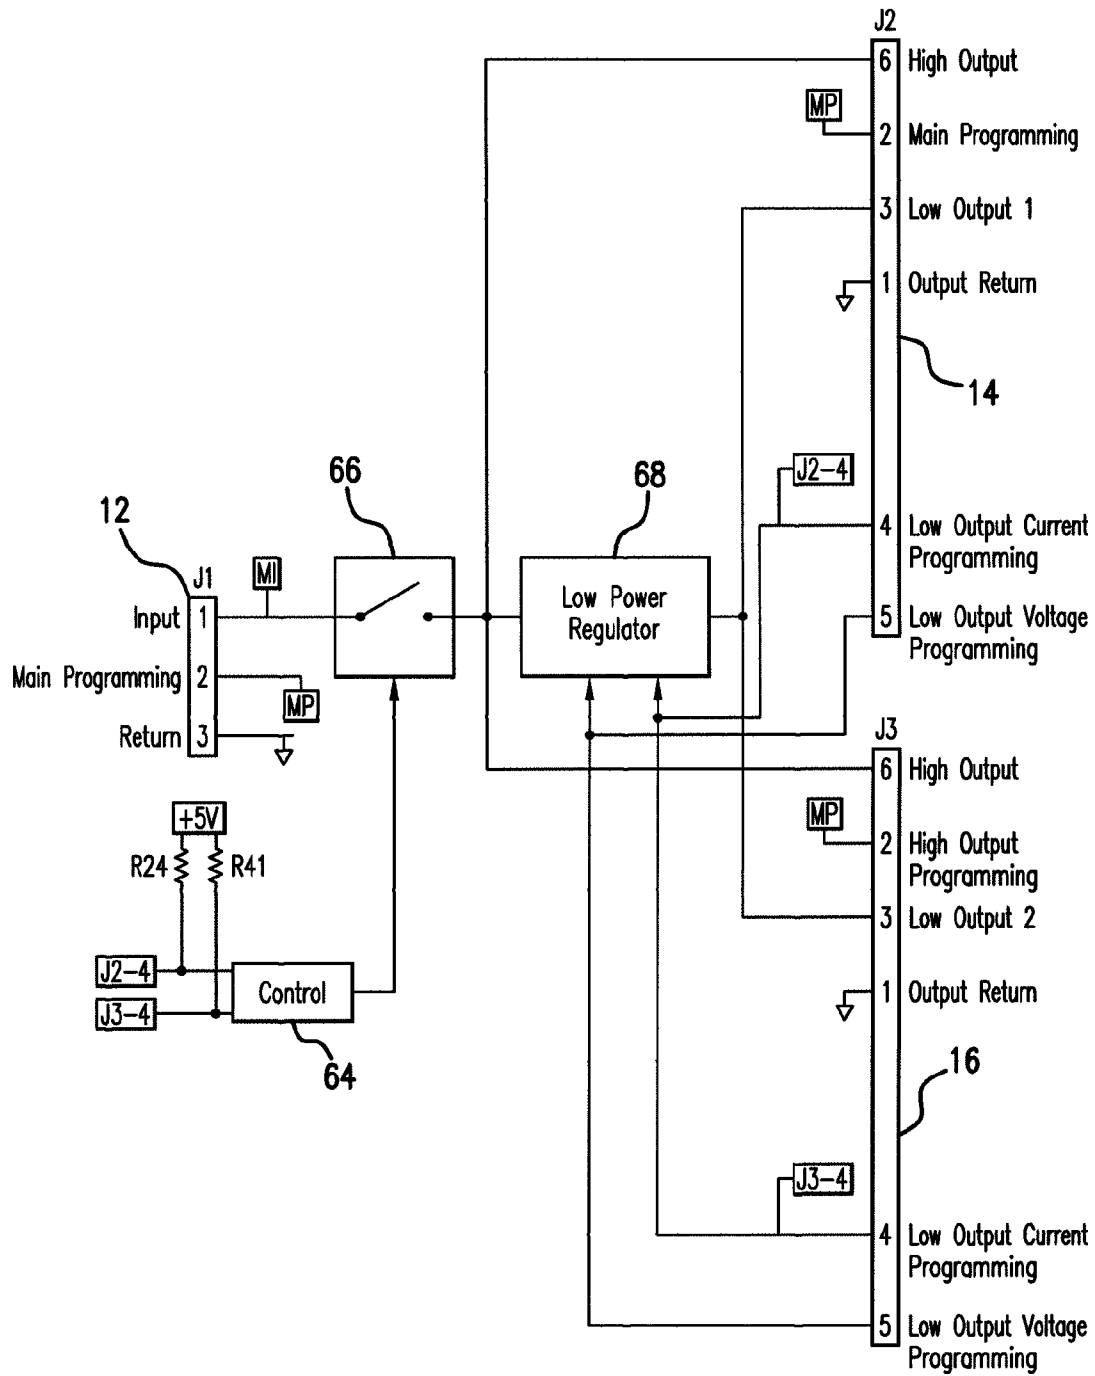 J2
6 High Output
MP
2 Main Programming
3 Low Output 1
1 Output Return
14
J2-4
4 Low Output Current
Programming
5 Low Output Voltage
Programming
66
68
12
J1
MI
Input 1
Low Power
Regulator
Main Programming 2
MP
Return 3
J3
6 High Output
MP
2 High Output
Programming
3 Low Output 2
1 Output Return
16
+5V
R24 R41
J2-4
J3-4
Control
64
J3-4
4 Low Output Current
Programming
5 Low Output Voltage
Programming